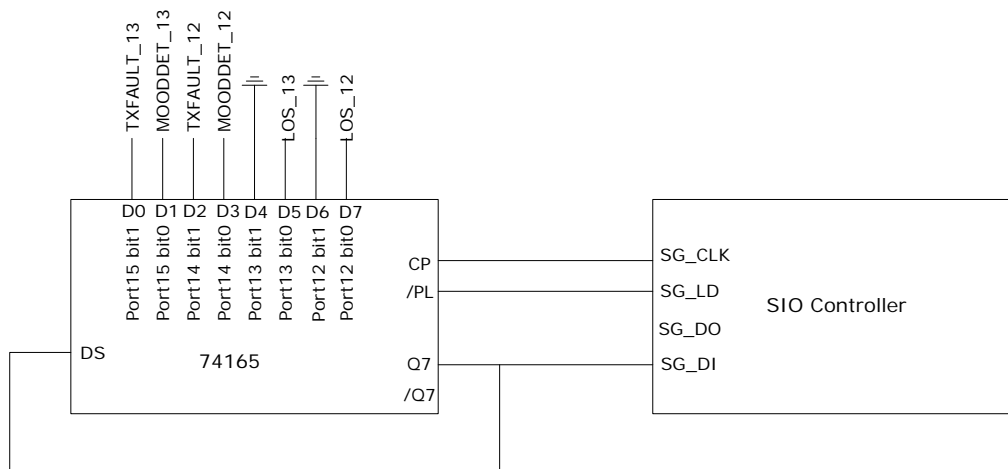 TXFAULT_13
MOODDET_13
TXFAULT_12
MOODDET_12
LOS_13
LOS_12
D0 D1 D2 D3 D4 D5 D6 D7
Port15 bit1
Port15 bit0
Port14 bit1
Port14 bit0
Port13 bit1
Port13 bit0
Port12 bit1
Port12 bit0
CP
/PL
DS
74165
Q7
/Q7
SG_CLK
SG_LD
SG_DO
SG_DI
SIO Controller